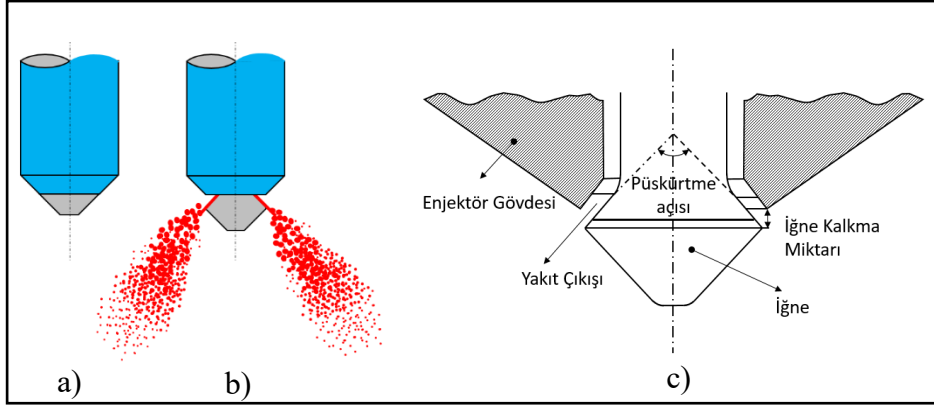 Püskürtme
açısı
Enjektör Gövdesi
İğne Kalkma
Miktarı
Yakıt Çıkışı
İğne
a)
b)
c)